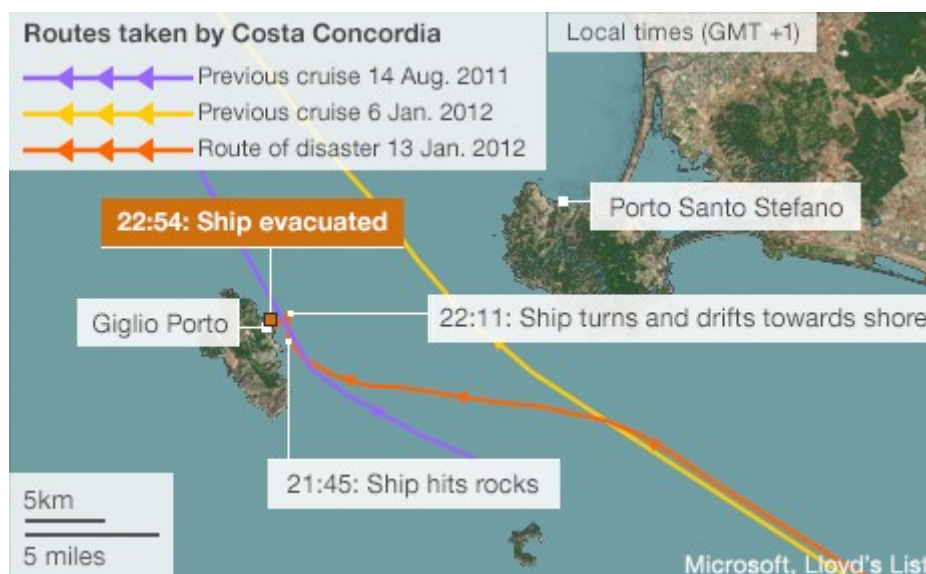 Routes taken by Costa Concordia
Local times (GMT +1)
Previous cruise 14 Aug. 2011
Previous cruise 6 Jan. 2012
Route of disaster 13 Jan. 2012
Porto Santo Stefano
22:54: Ship evacuated
Giglio Porto
22:11: Ship turns and drifts towards shore
21:45: Ship hits rocks
5km
5 miles
Microsoft, Lloyd's List